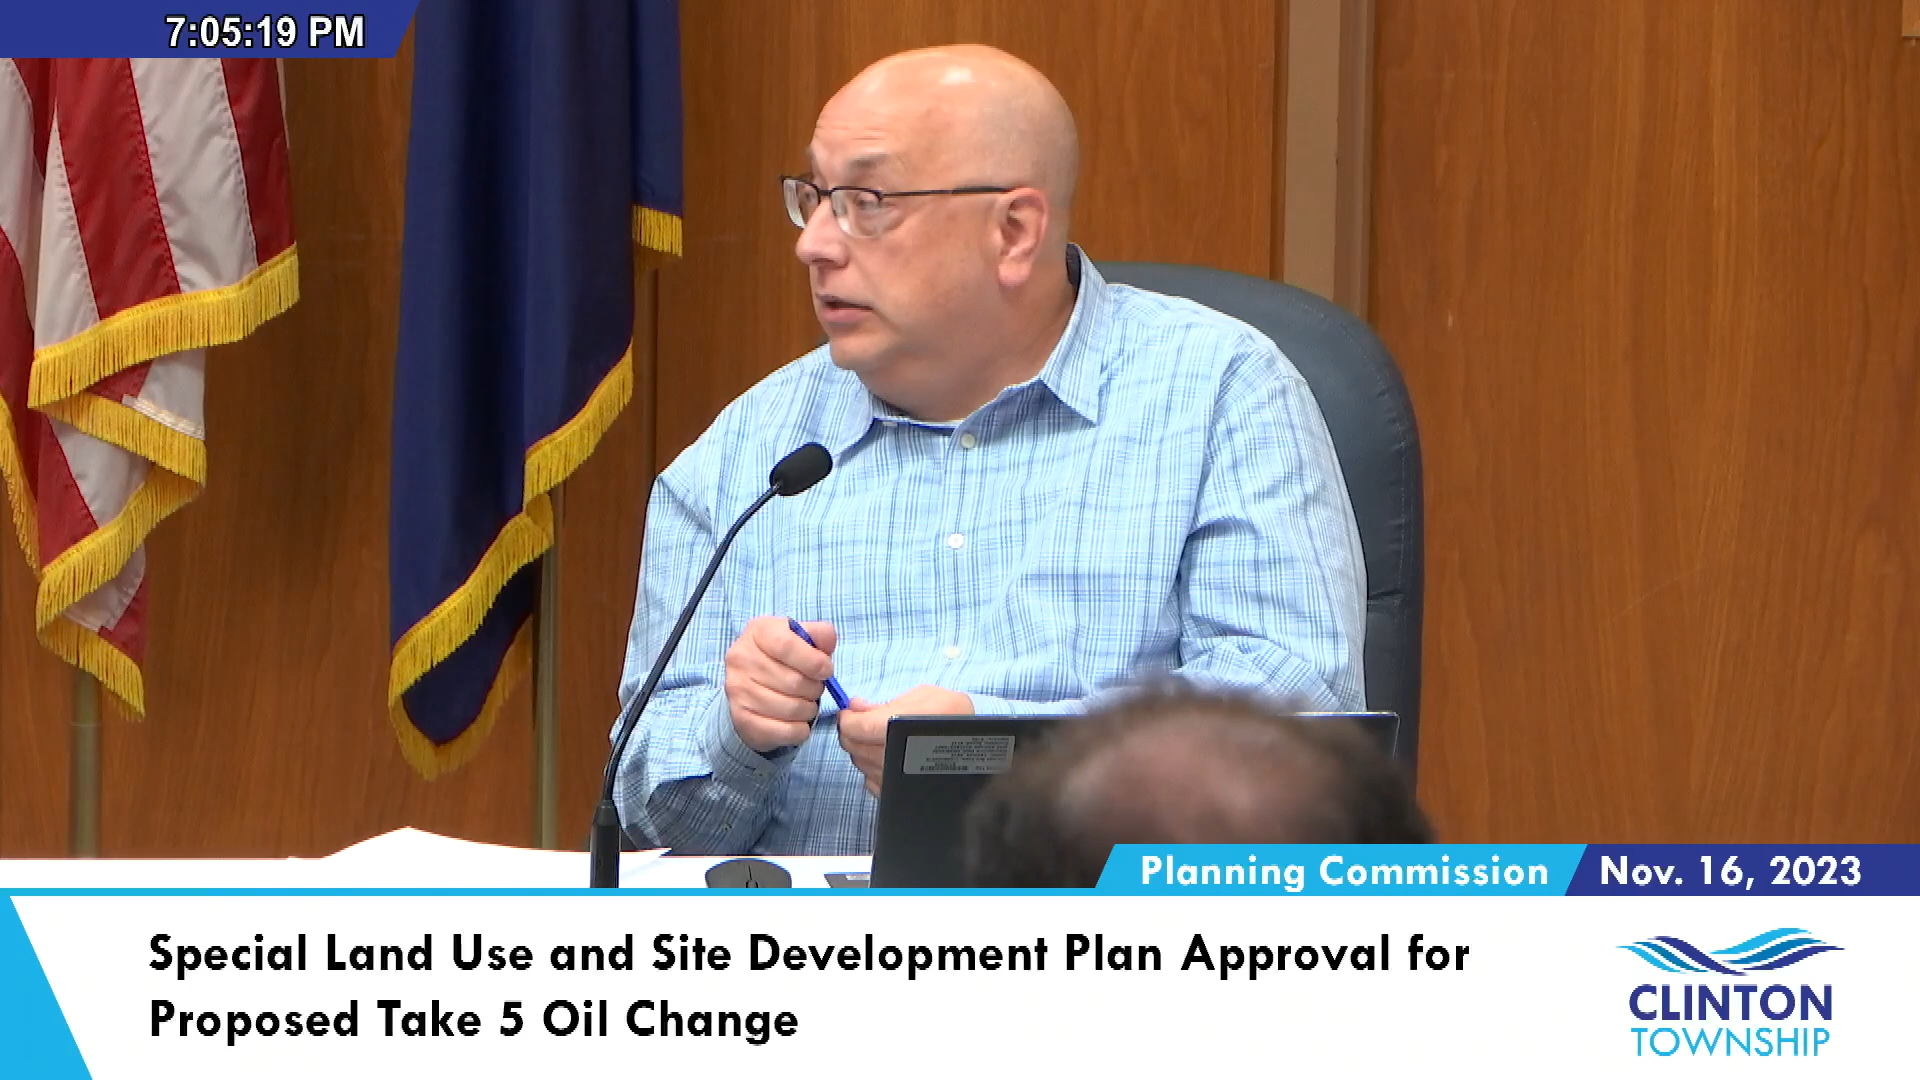 7:05:19 PM
Planning Commission
Nov. 16, 2023
Special Land Use and Site Development Plan Approval for
Proposed Take 5 Oil Change
CLINTON
TOWNSHIP